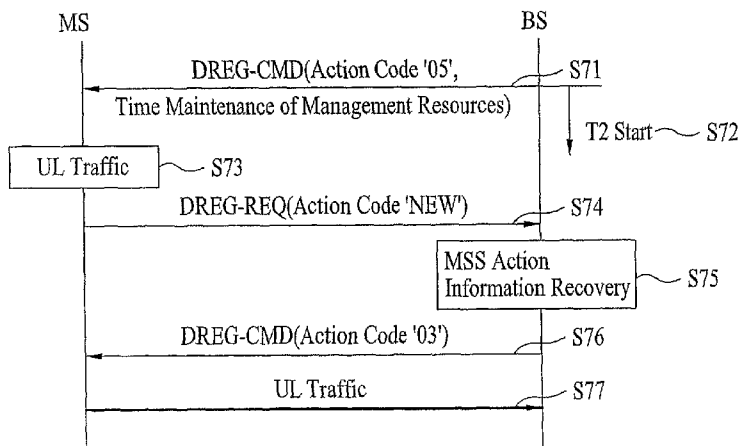 MS
BS
DREG-CMD(Action Code '05',
S71
Time Maintenance of Management Resources)
T2 Start
S72
UL Traffic
S73
DREG-REQ(Action Code 'NEW')
S74
MSS Action
Information Recovery
S75
DREG-CMD(Action Code '03')
S76
UL Traffic
S77